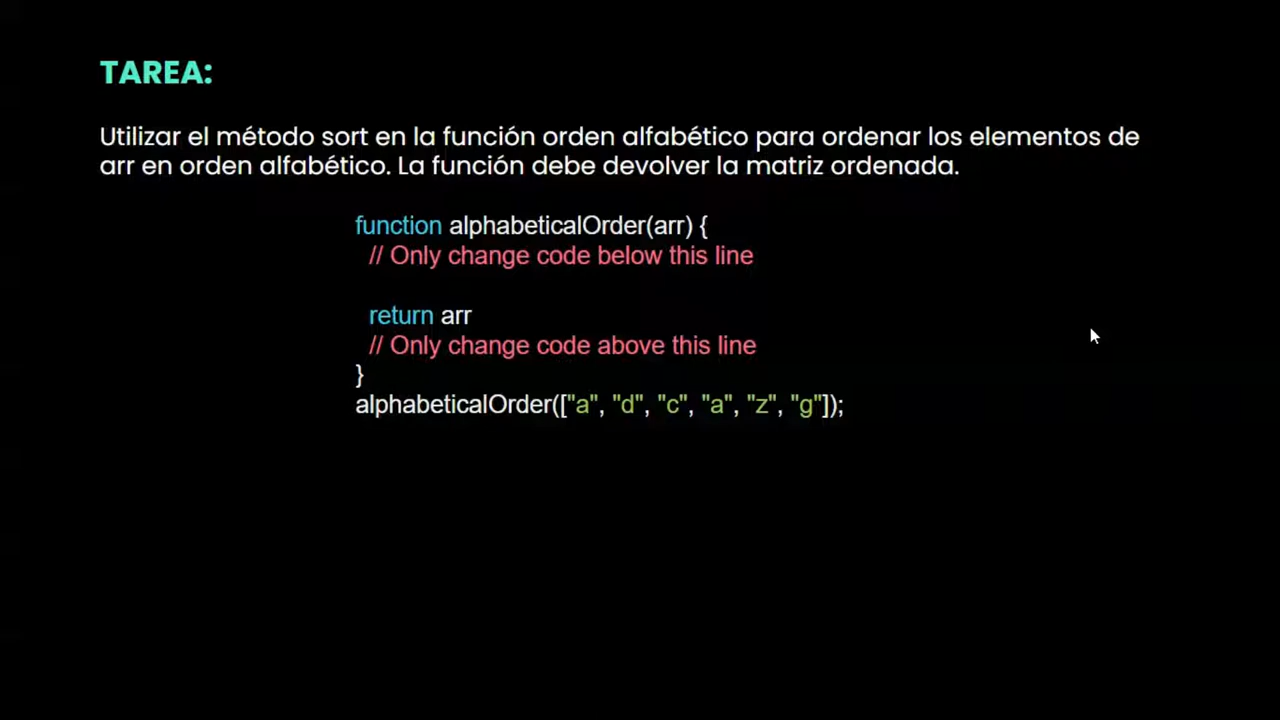 TAREA:
Utilizar el método sort en la función orden alfabético para ordenar los elementos de
arr en orden alfabético. La función debe devolver la matriz ordenada.
function alphabeticalOrder(arr) {
// Only change code below this line
return arr
// Only change code above this line
}
alphabeticalOrder(["a", "d", "c", "a", "z", "g"]);